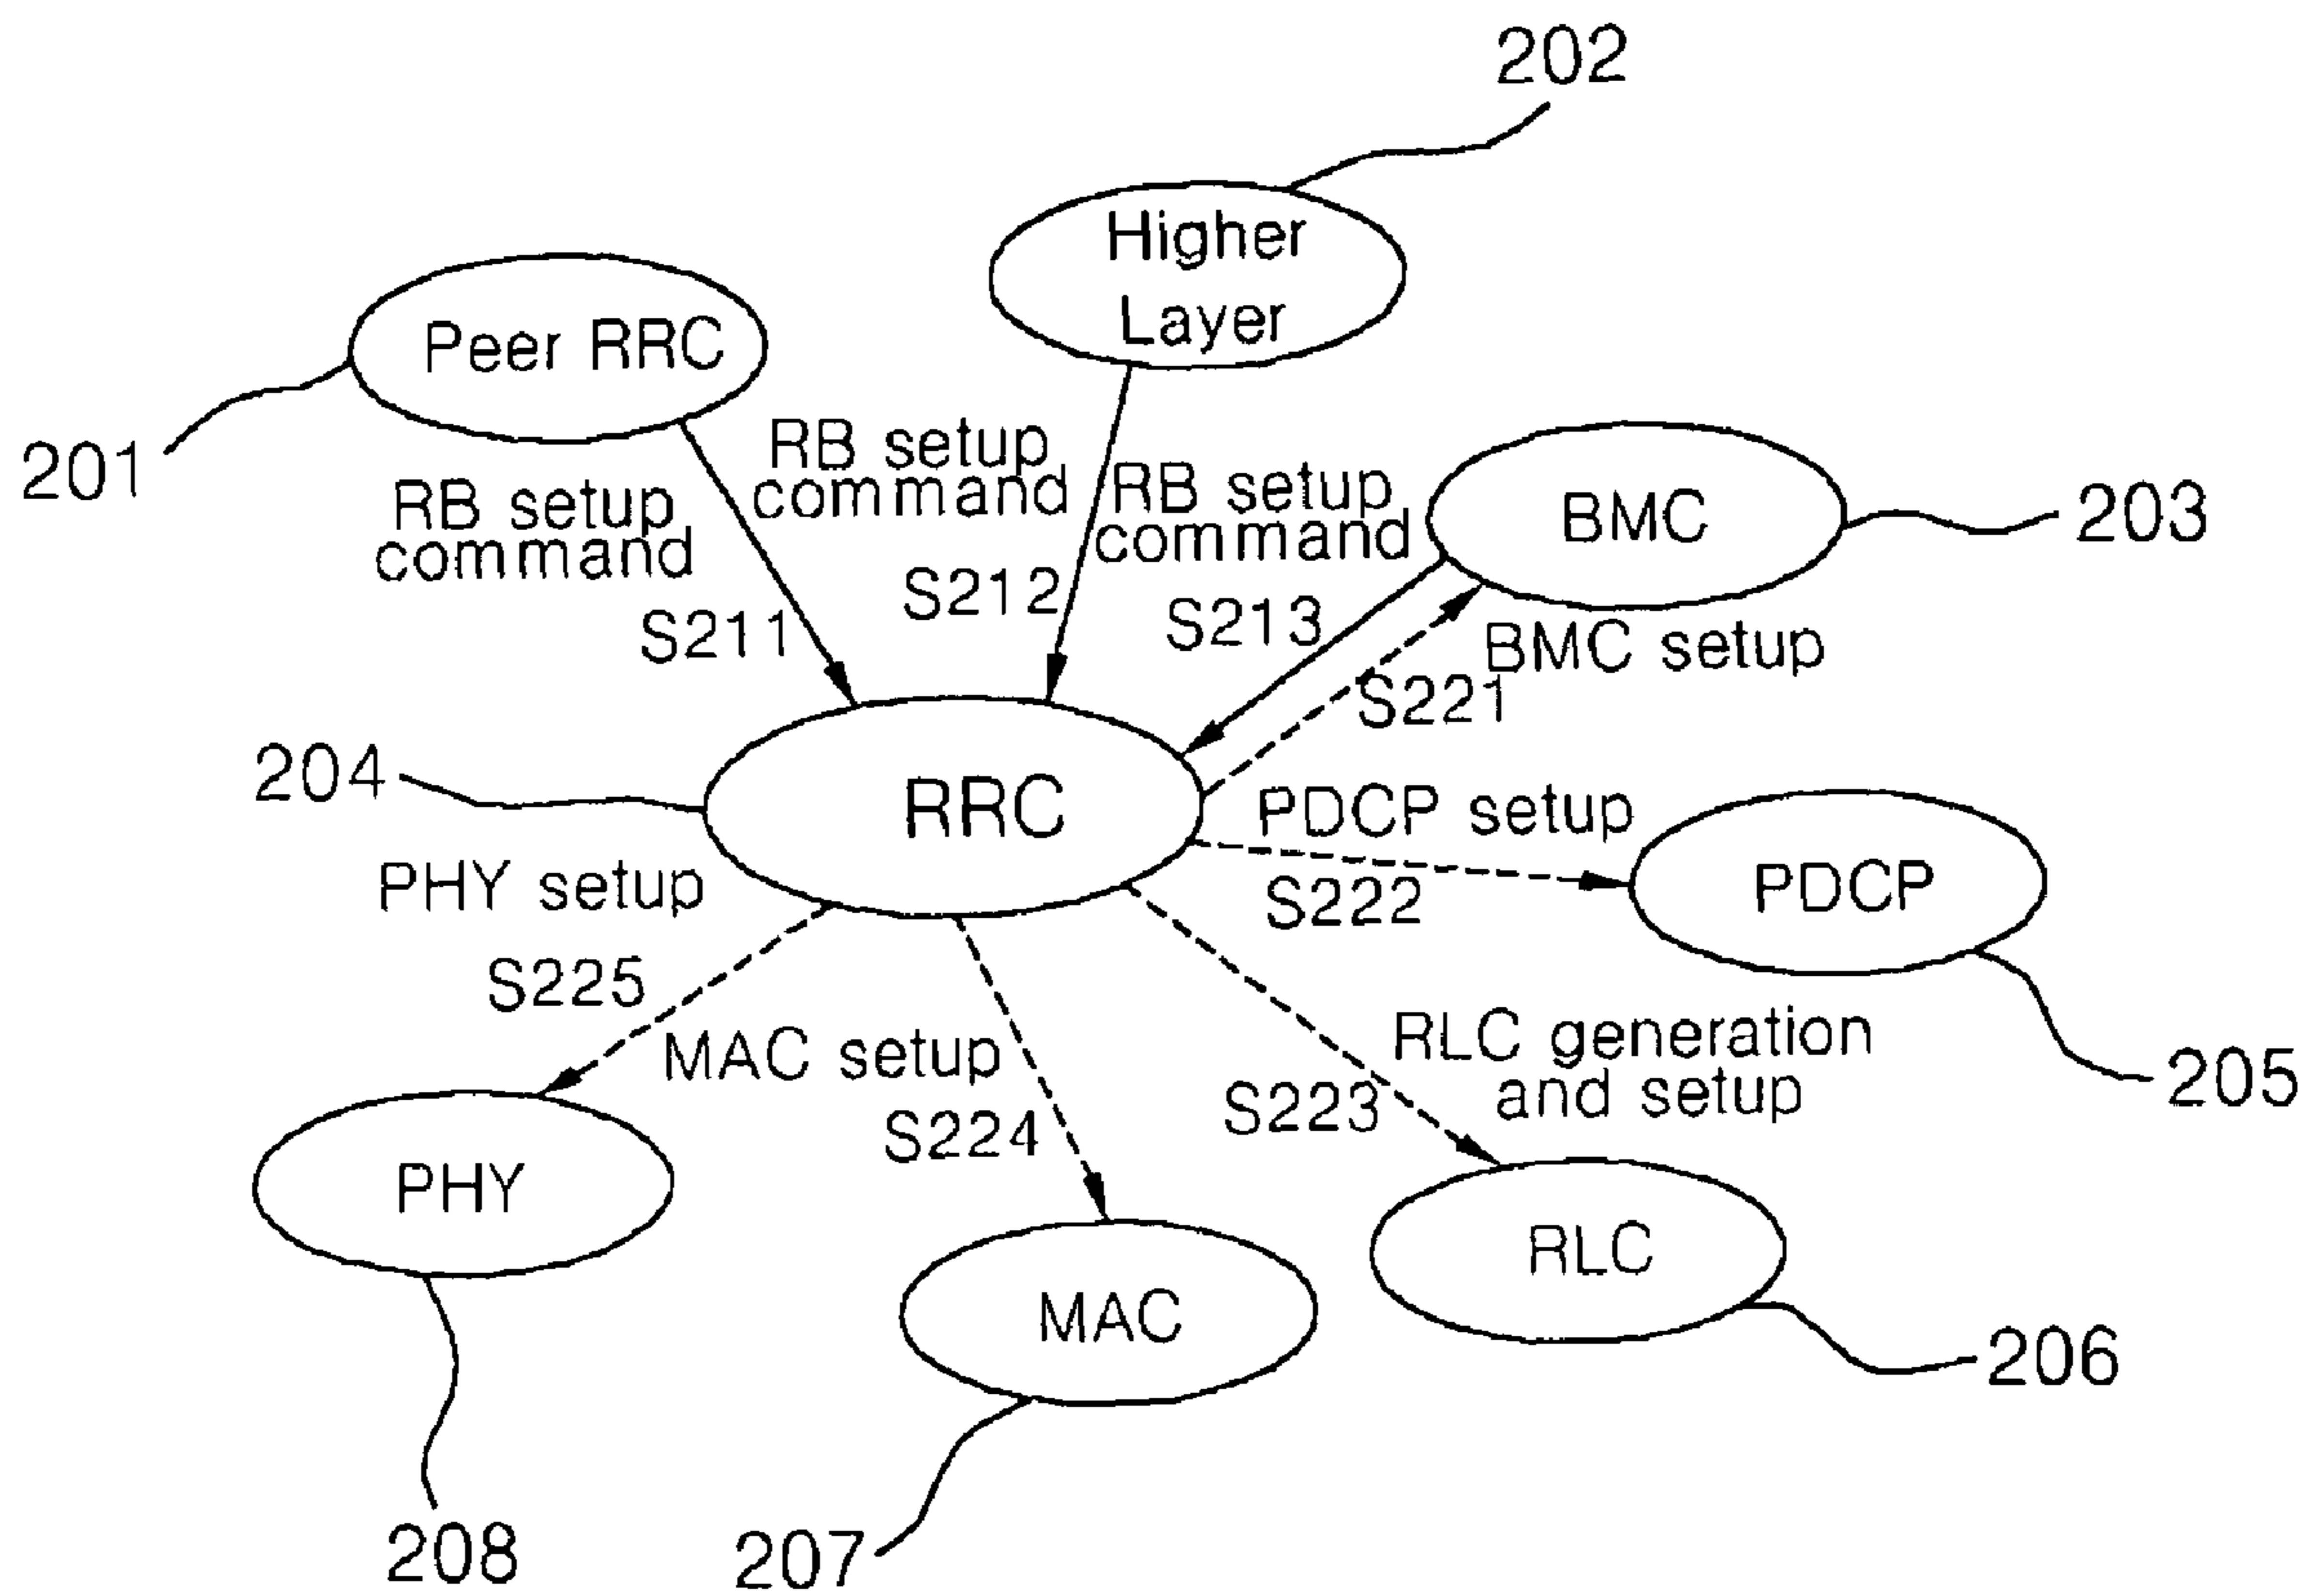 202
Higher
Layer
Peer RRC
201
RB setup
command
RB setup
command
RB setup
command
BMC
203
S211
S212
S213
BMC setup
S221
204
RRC
PDCP setup
S222
PDCP
205
PHY setup
S225
MAC setup
S224
RLC generation
and setup
S223
PHY
MAC
RLC
206
207
208